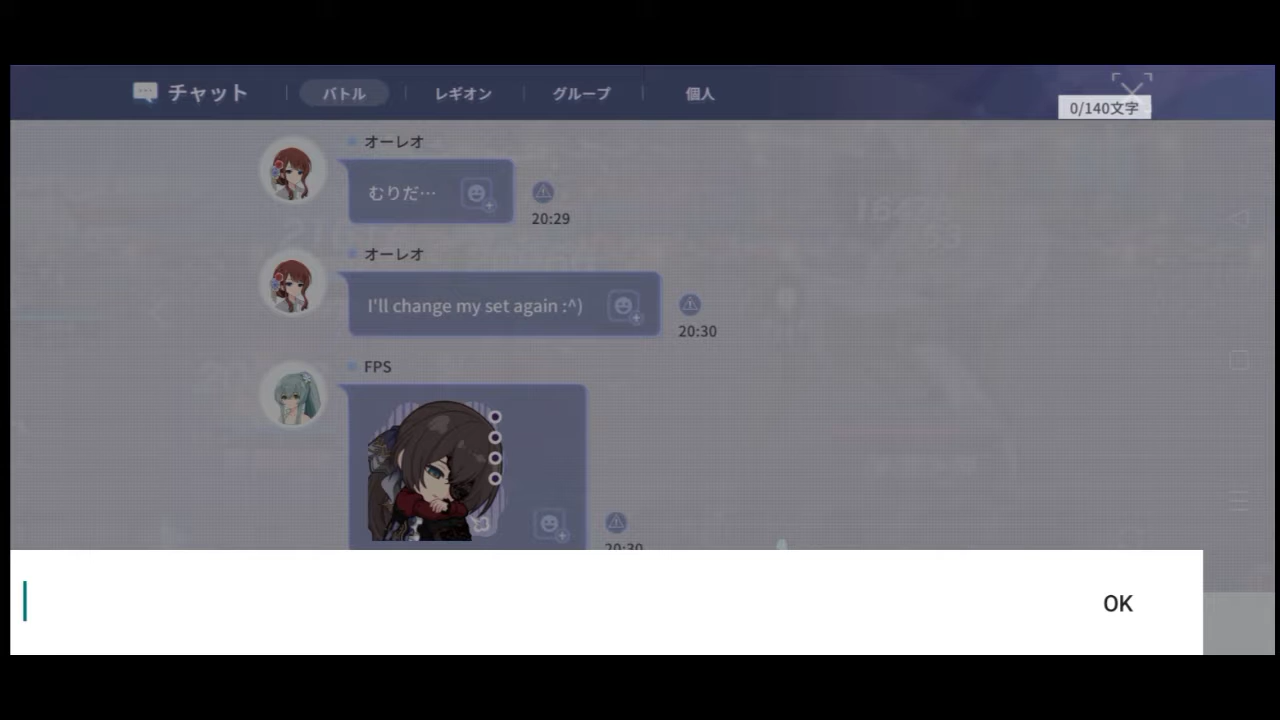 チャット
バトル
レギオン
グループ
個人
0/140文字
オーレオ
むりだ…
20:29
オーレオ
I'll change my set again :^)
20:30
FPS
20:30
OK